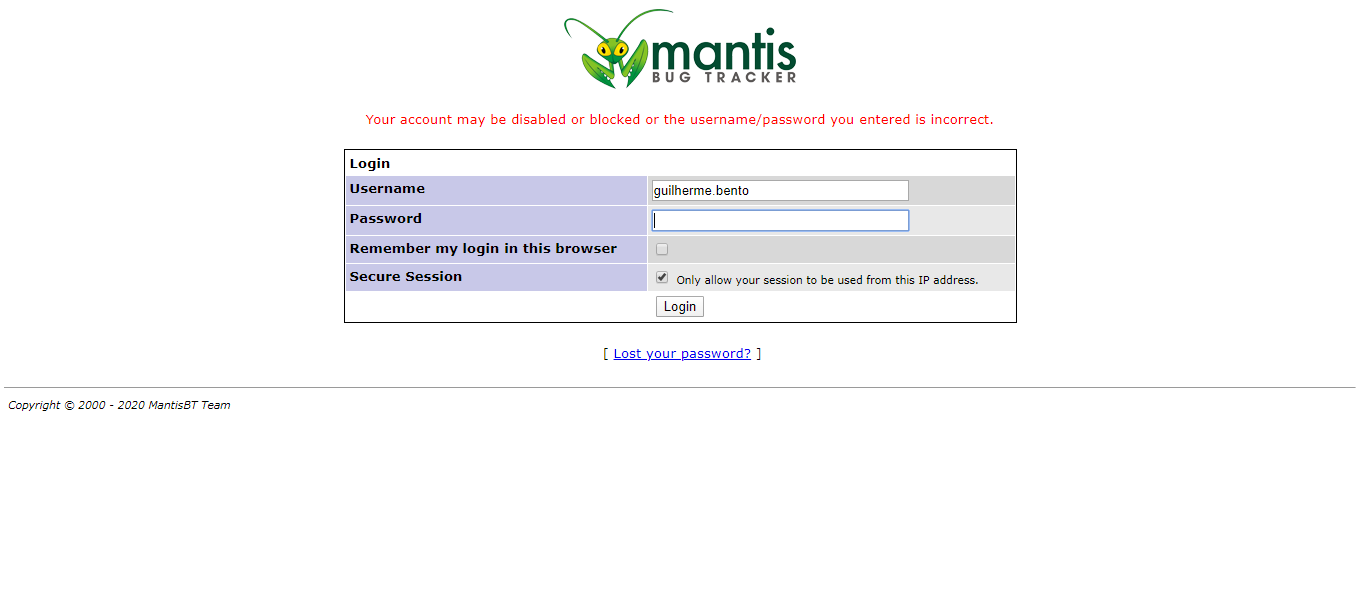 mantis
BUG TRACKER
Your account may be disabled or blocked or the username/password you entered is incorrect.
Login
Username guilherme.bento
Password
Remember my login in this browser
Secure Session Only allow your session to be used from this IP address.
Login
[ Lost your password? ]
Copyright © 2000 - 2020 MantisBT Team